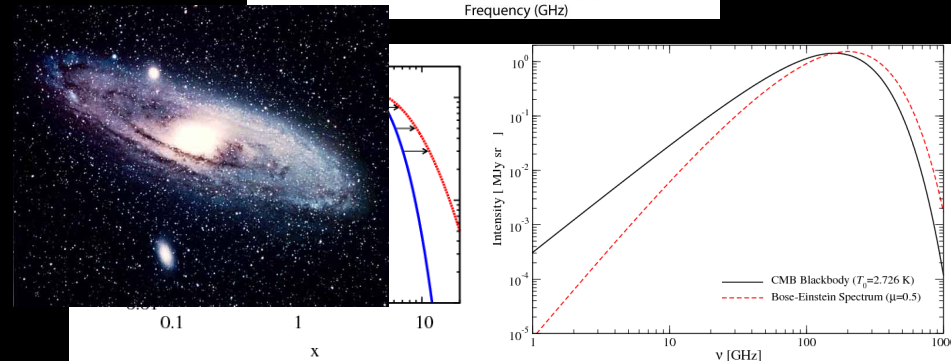 Frequency (GHz)
0.1 1 10
x
Intensity [ MJy sr ]
10⁰
10⁻¹
10⁻²
10⁻³
10⁻⁴
10⁻⁵
CMB Blackbody (T₀=2.726 K)
Bose-Einstein Spectrum (μ=0.5)
1 10 100
ν [GHz]